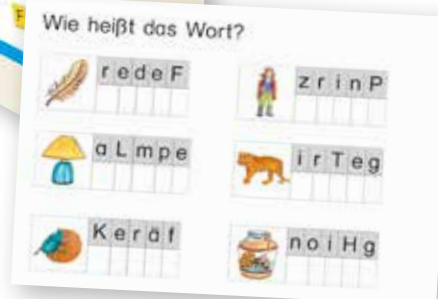 F
Wie heißt das Wort?
r e d e F
z r i n P
a L m p e
i r T e g
K e r ä f
n o i H g